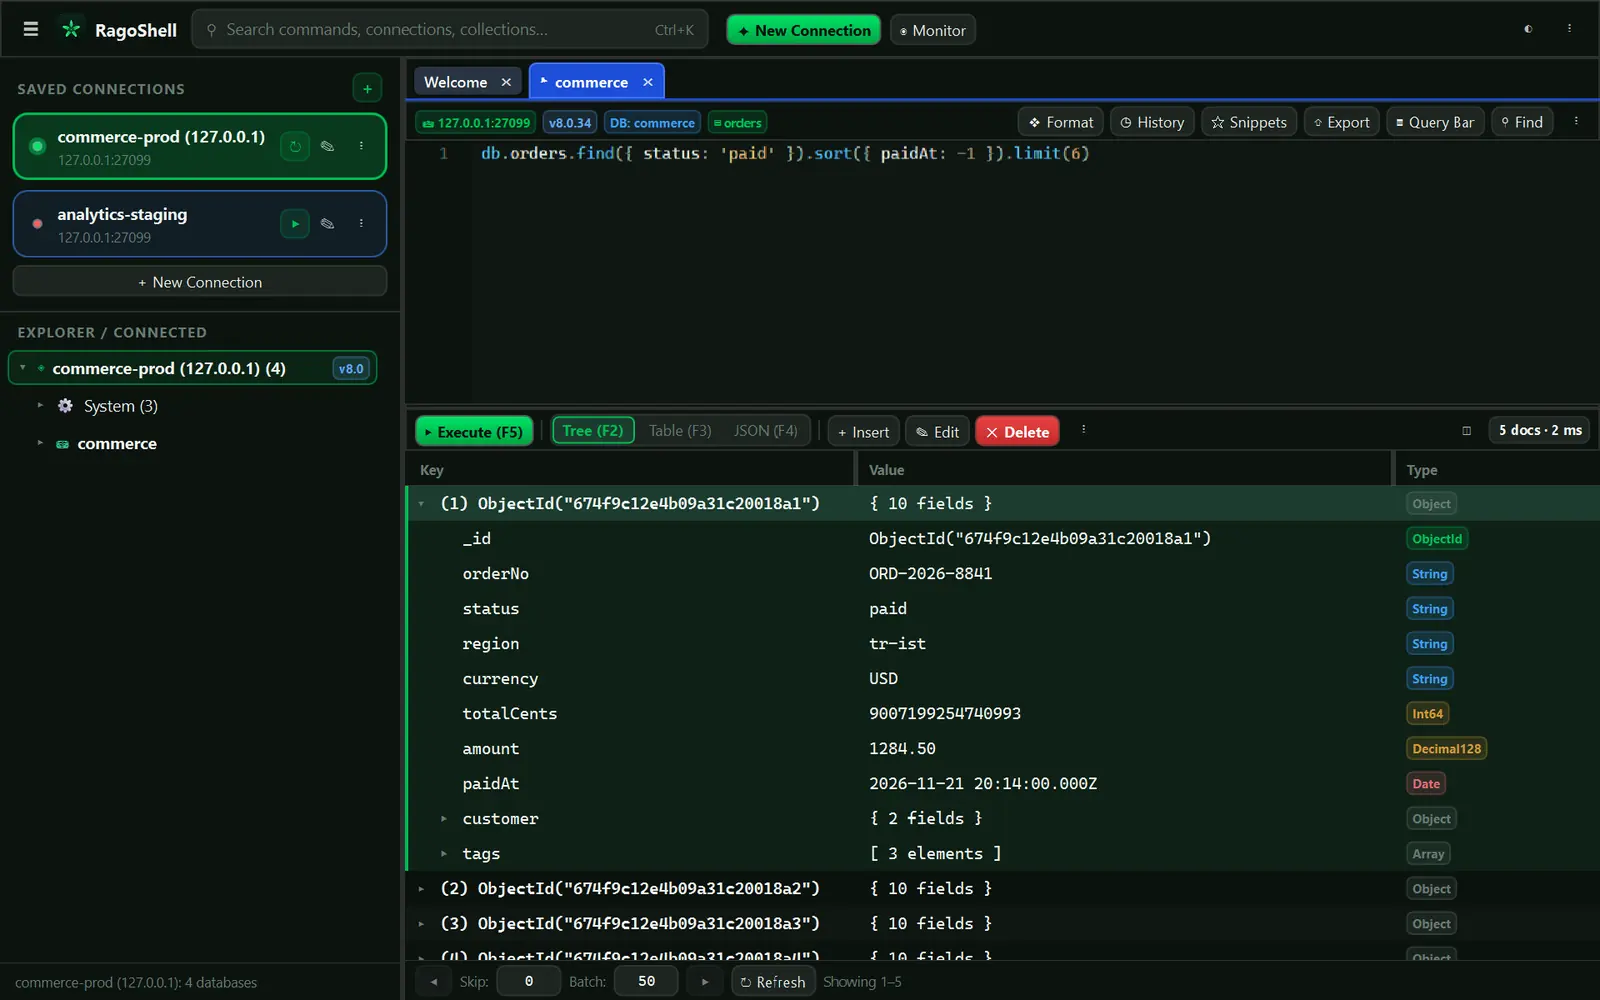 RagoShell
Search commands, connections, collections... Ctrl+K
New Connection
Monitor
SAVED CONNECTIONS
commerce-prod (127.0.0.1)
127.0.0.1:27099
analytics-staging
127.0.0.1:27099
+ New Connection
EXPLORER / CONNECTED
commerce-prod (127.0.0.1) (4) v8.0
System (3)
commerce
commerce-prod (127.0.0.1): 4 databases
Welcome ×
commerce ×
127.0.0.1:27099 v8.0.34 DB: commerce orders
Format History Snippets Export Query Bar Find
1 db.orders.find({ status: 'paid' }).sort({ paidAt: -1 }).limit(6)
Execute (F5) Tree (F2) Table (F3) JSON (F4) + Insert Edit Delete 5 docs · 2 ms
Key Value Type
(1) ObjectId("674f9c12e4b09a31c20018a1") { 10 fields } Object
_id ObjectId("674f9c12e4b09a31c20018a1") ObjectId
orderNo ORD-2026-8841 String
status paid String
region tr-ist String
currency USD String
totalCents 9007199254740993 Int64
amount 1284.50 Decimal128
paidAt 2026-11-21 20:14:00.000Z Date
customer { 2 fields } Object
tags [ 3 elements ] Array
(2) ObjectId("674f9c12e4b09a31c20018a2") { 10 fields } Object
(3) ObjectId("674f9c12e4b09a31c20018a3") { 10 fields } Object
(4) ObjectId("674f9c12e4b09a31c20018a4") { 10 fields } Object
Skip: 0 Batch: 50 Refresh Showing 1–5